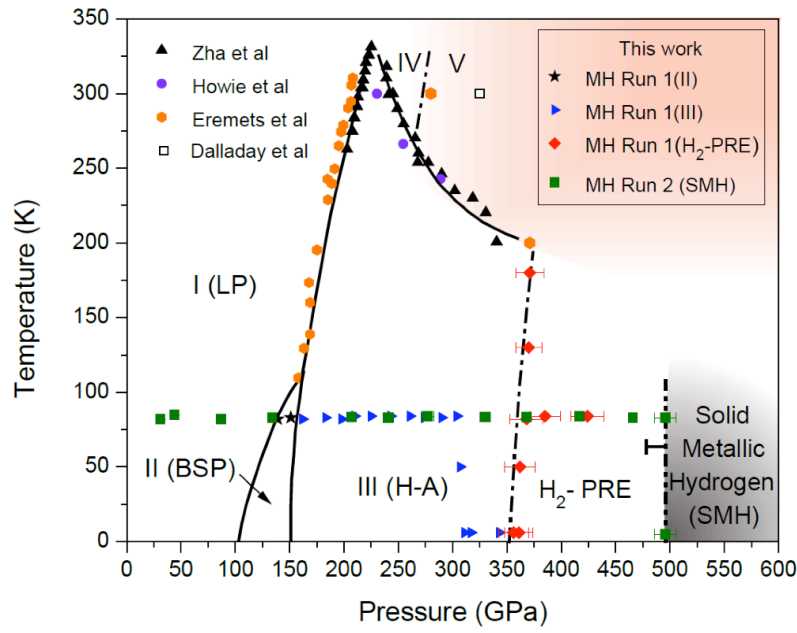 350
300
250
200
150
100
50
0
Temperature (K)
Zha et al
Howie et al
Eremets et al
Dalladay et al
IV
V
This work
MH Run 1(II)
MH Run 1(III)
MH Run 1(H₂-PRE)
MH Run 2 (SMH)
I (LP)
II (BSP)
III (H-A)
H₂- PRE
Solid
Metallic
Hydrogen
(SMH)
0 50 100 150 200 250 300 350 400 450 500 550 600
Pressure (GPa)